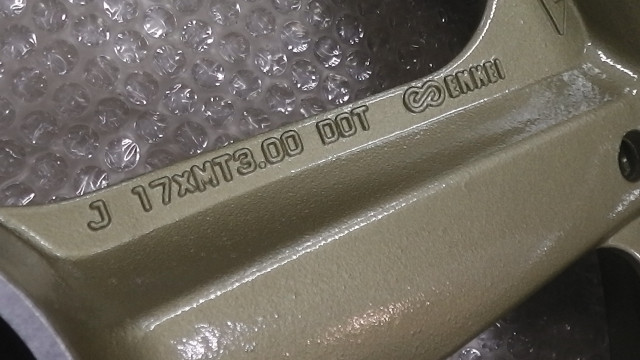 J 17XMT3.00 DOT ENKEI